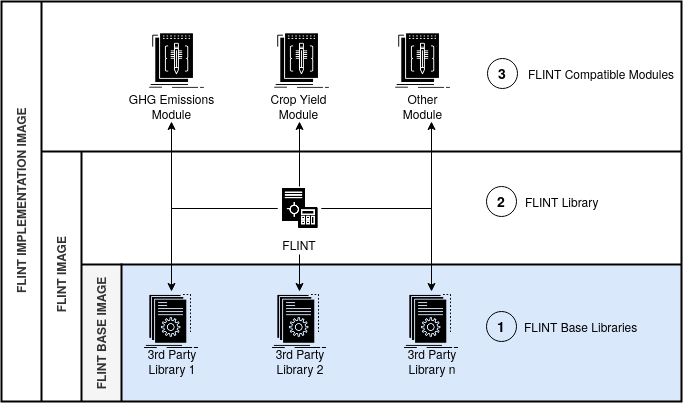 FLINT IMPLEMENTATION IMAGE
GHG Emissions
Module
Crop Yield
Module
Other
Module
3
FLINT Compatible Modules
FLINT IMAGE
FLINT
2
FLINT Library
FLINT BASE IMAGE
3rd Party
Library 1
3rd Party
Library 2
3rd Party
Library n
1
FLINT Base Libraries